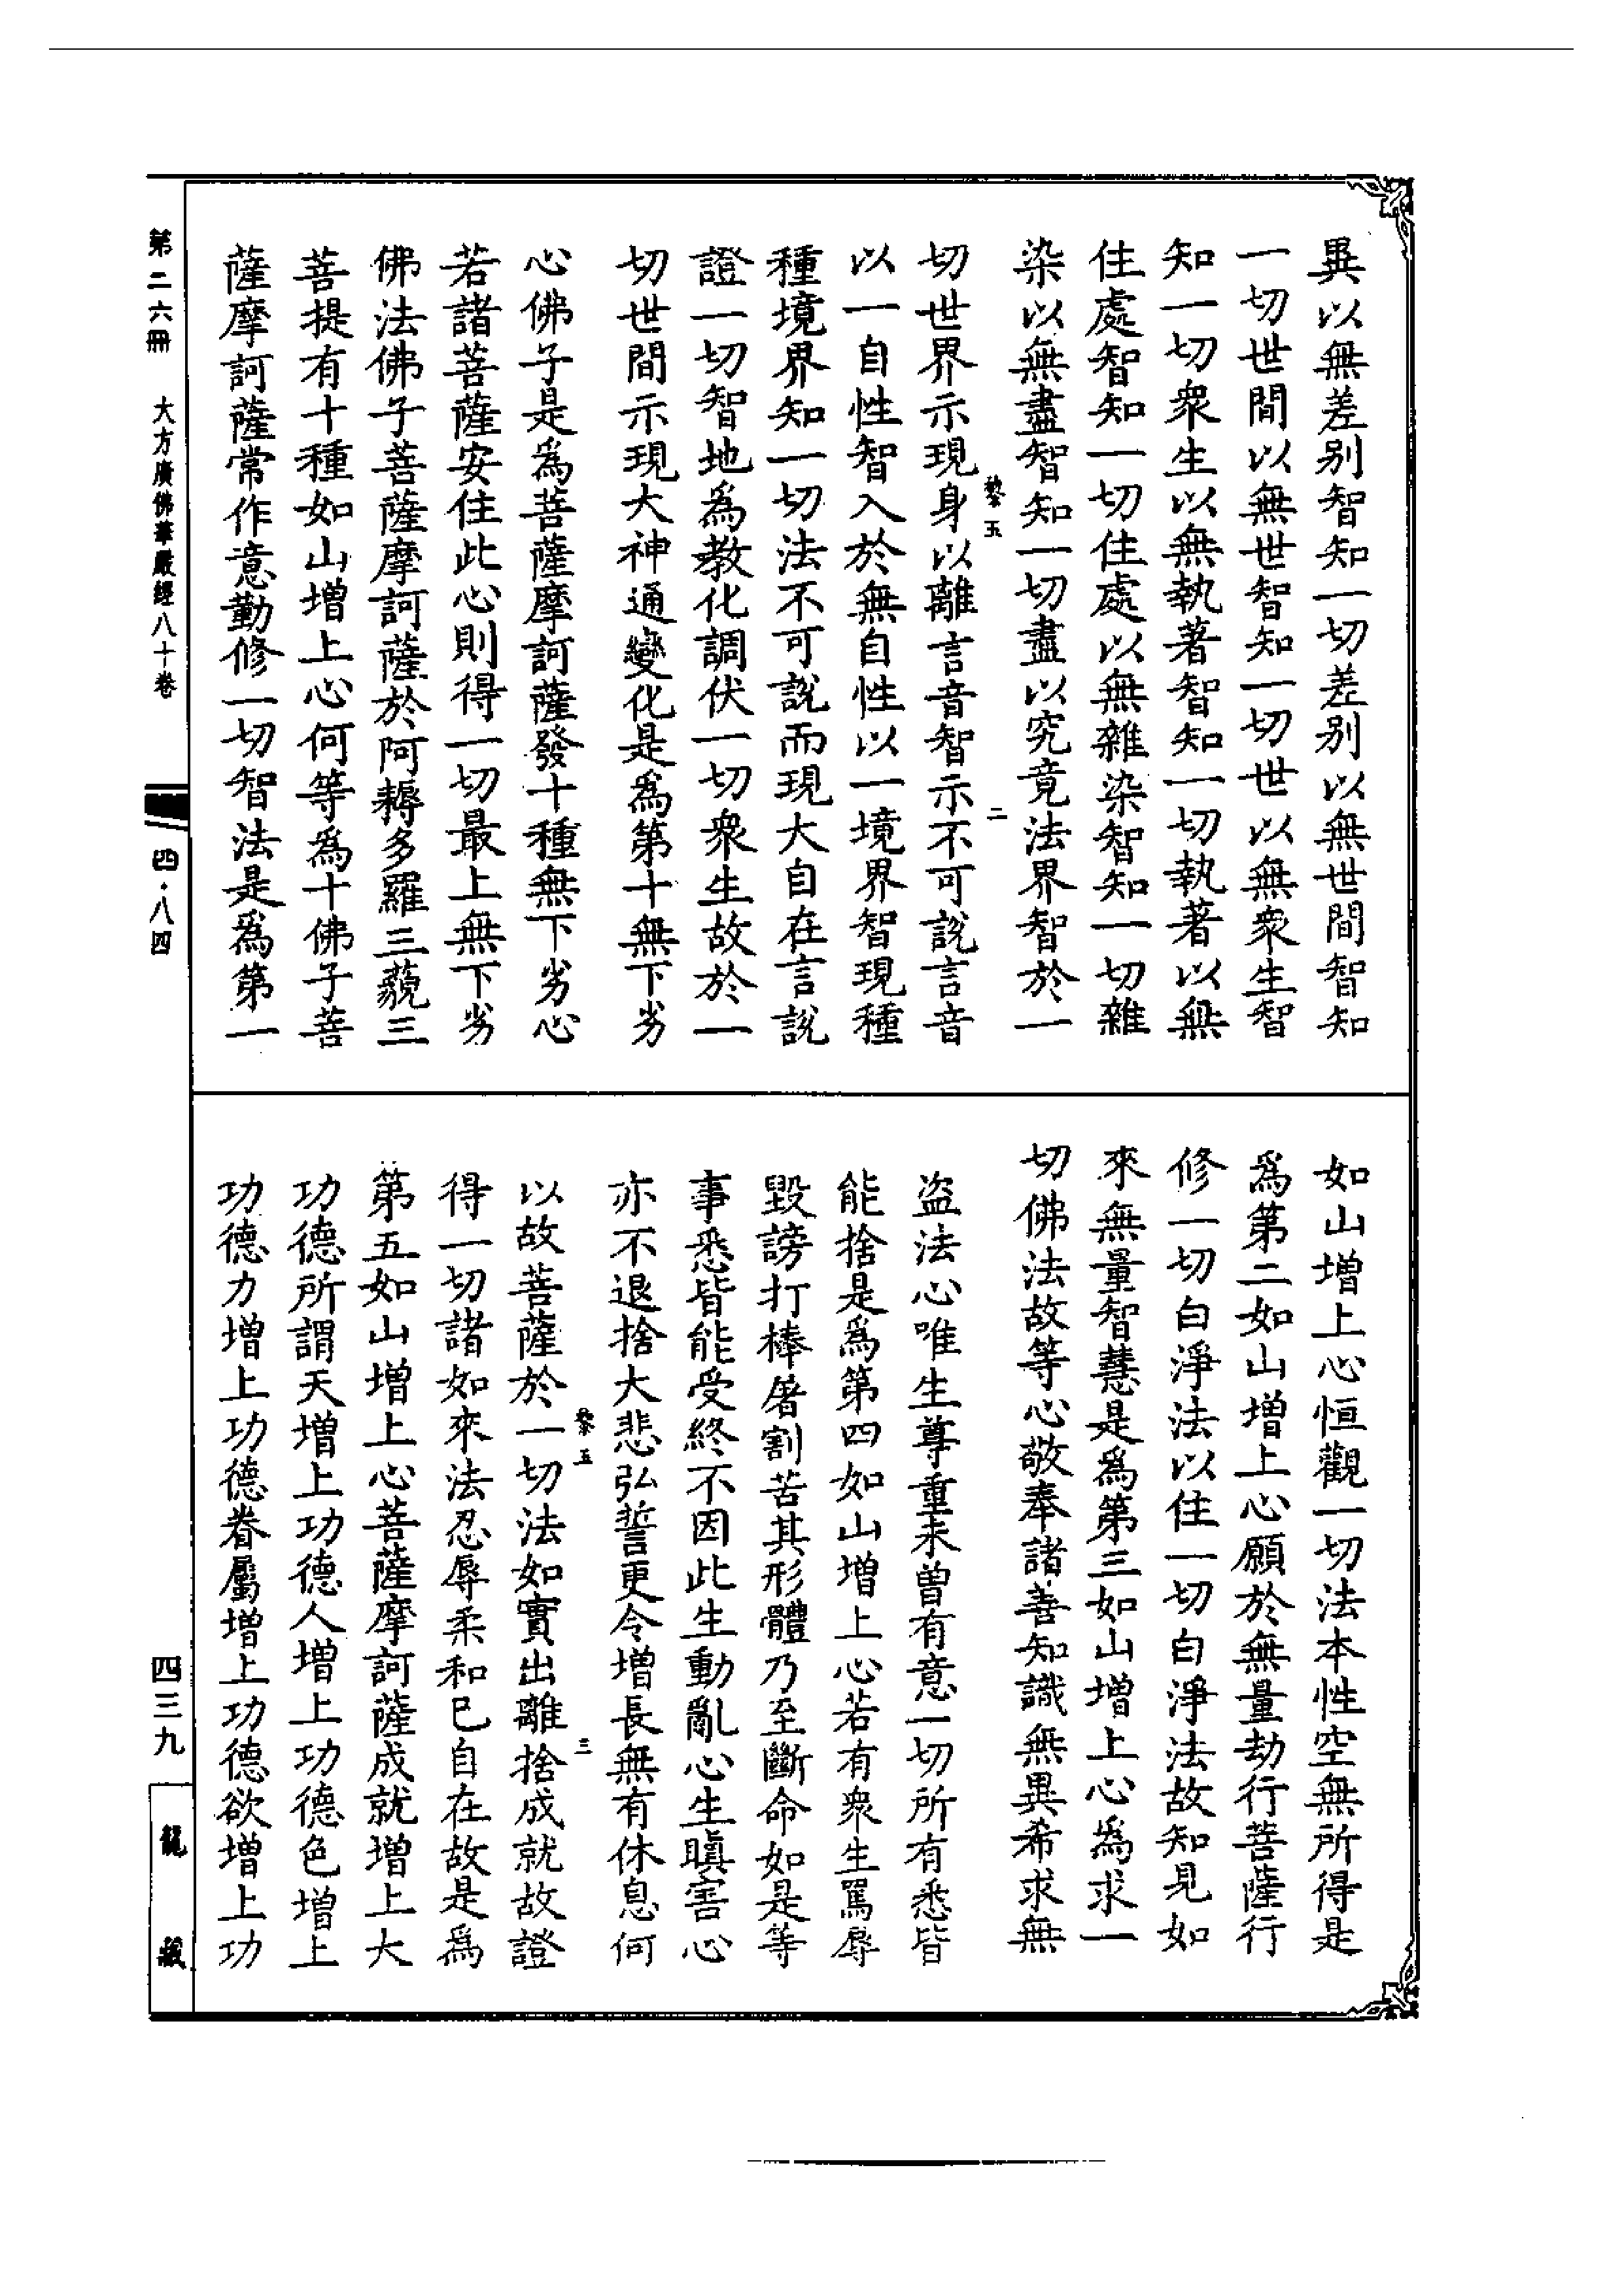 異以無差別智知一切差別以無世間智知
一切世間以無世智知一切世以無衆生智
知一切衆生以無執著智知一切執著以無
住處智知一切住處以無雜染智知一切雜
染以無盡智知一切盡以究竟法界智於一
黎五
二
切世界示現身以離言音智示不可說言音
以一自性智入於無自性以一境界智現種
種境界知一切法不可說而現大自在言說
證一切智地為教化調伏一切衆生故於一
切世間示現大神通變化是為第十無下劣
心佛子是為菩薩摩訶薩發十種無下劣心
若諸菩薩安住此心則得一切最上無下劣
佛法佛子菩薩摩訶薩於阿耨多羅三藐三
菩提有十種如山增上心何等為十佛子菩
薩摩訶薩常作意勤修一切智法是為第一
如山增上心恒觀一切法本性空無所得是
為第二如山增上心願於無量劫行菩薩行
修一切白淨法以住一切白淨法故知見如
來無量智慧是為第三如山增上心為求一
切佛法故等心敬奉諸善知識無異希求無
盜法心唯生尊重未曾有意一切所有悉皆
能捨是為第四如山增上心若有衆生罵辱
毀謗打棒屠割苦其形體乃至斷命如是等
事悉皆能受終不因此生動亂心生瞋害心
亦不退捨大悲弘誓更令增長無有休息何
黎五
三
以故菩薩於一切法如實出離捨成就故證
得一切諸如來法忍辱柔和已自在故是為
第五如山增上心菩薩摩訶薩成就增上大
功德所謂天增上功德人增上功德色增上
功德力增上功德眷屬增上功德欲增上功
第二六冊 大方廣佛華嚴經八十卷
四·八四
四三九
龍藏